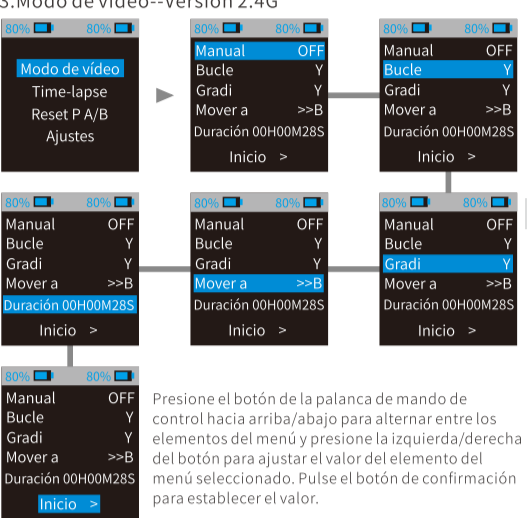 3.Modo de vídeo--Versión 2.4G
80% 80%
Modo de vídeo
Time-lapse
Reset P A/B
Ajustes
80% 80%
Manual OFF
Bucle Y
Gradi Y
Mover a >>B
Duración 00H00M28S
Inicio >
80% 80%
Manual OFF
Bucle Y
Gradi Y
Mover a >>B
Duración 00H00M28S
Inicio >
80% 80%
Manual OFF
Bucle Y
Gradi Y
Mover a >>B
Duración 00H00M28S
Inicio >
80% 80%
Manual OFF
Bucle Y
Gradi Y
Mover a >>B
Duración 00H00M28S
Inicio >
80% 80%
Manual OFF
Bucle Y
Gradi Y
Mover a >>B
Duración 00H00M28S
Inicio >
80% 80%
Manual OFF
Bucle Y
Gradi Y
Mover a >>B
Duración 00H00M28S
Inicio >
Presione el botón de la palanca de mando de
control hacia arriba/abajo para alternar entre los
elementos del menú y presione la izquierda/derecha
del botón para ajustar el valor del elemento del
menú seleccionado. Pulse el botón de confirmación
para establecer el valor.